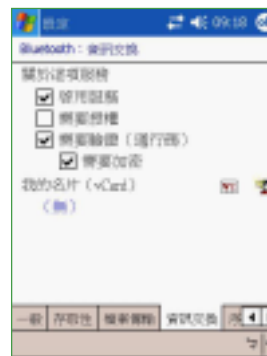 設定 09:18
Bluetooth：資訊交換
關於這項服務
啓用服務
需要授權
需要驗證（通行碼）
需要加密
我的名片（vCard）
（無）
一般 存取性 檔案傳輸 資訊交換